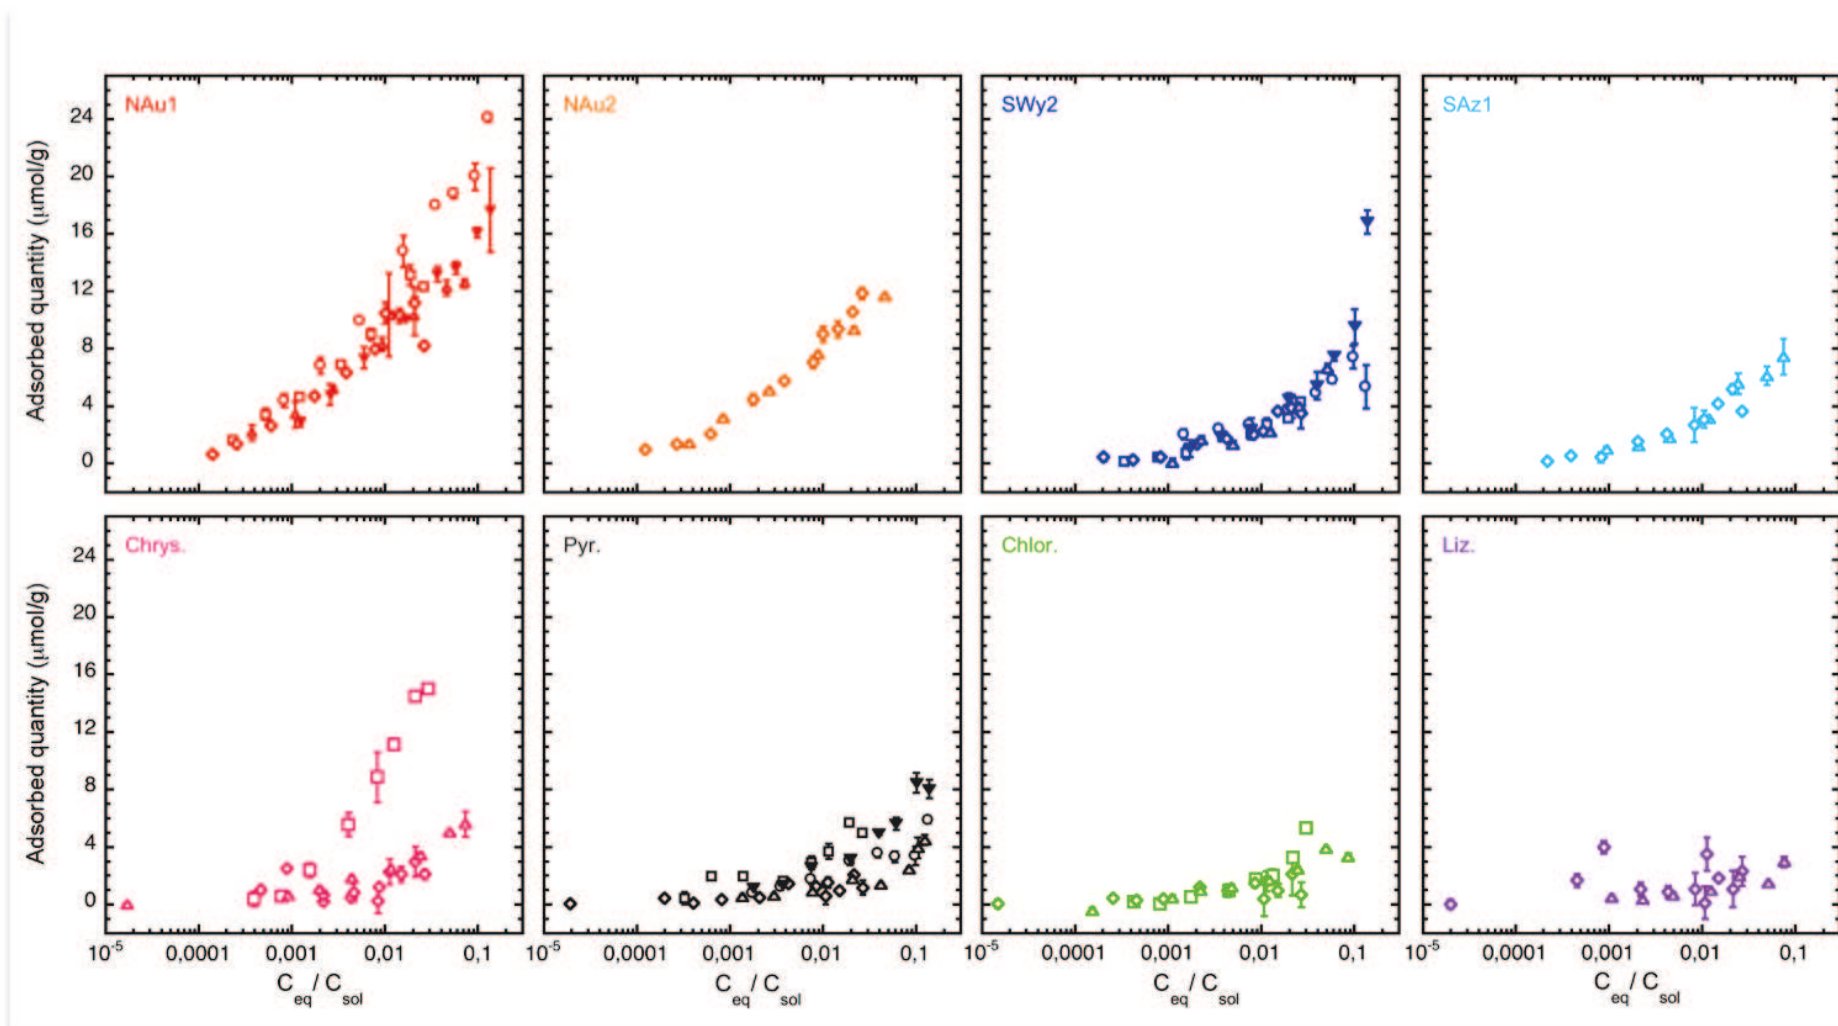 NAu1
NAu2
SWy2
SAz1
Adsorbed quantity (μmol/g)
24
20
16
12
8
4
0
Chrys.
Pyr.
Chlor.
Liz.
Adsorbed quantity (μmol/g)
24
20
16
12
8
4
0
10-5 0,0001 0,001 0,01 0,1
10-5 0,0001 0,001 0,01 0,1
10-5 0,0001 0,001 0,01 0,1
10-5 0,0001 0,001 0,01 0,1
Ceq / Csol
Ceq / Csol
Ceq / Csol
Ceq / Csol